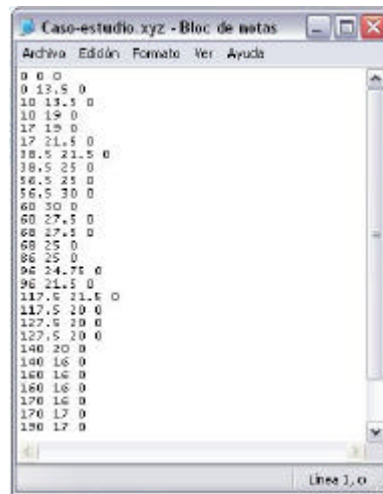 Caso-estudio.xyz - Bloc de notas
Archivo Edición Formato Ver Ayuda
0 0 0
0 13.5 0
10 13.5 0
10 19 0
17 19 0
17 21.5 0
38.5 21.5 0
38.5 25 0
56.5 25 0
56.5 30 0
60 30 0
60 27.5 0
68 27.5 0
68 25 0
86 25 0
96 24.75 0
96 21.5 0
117.5 21.5 0
117.5 20 0
127.5 20 0
127.5 20 0
140 20 0
140 16 0
160 16 0
160 16 0
170 16 0
170 17 0
190 17 0
Línea 1,